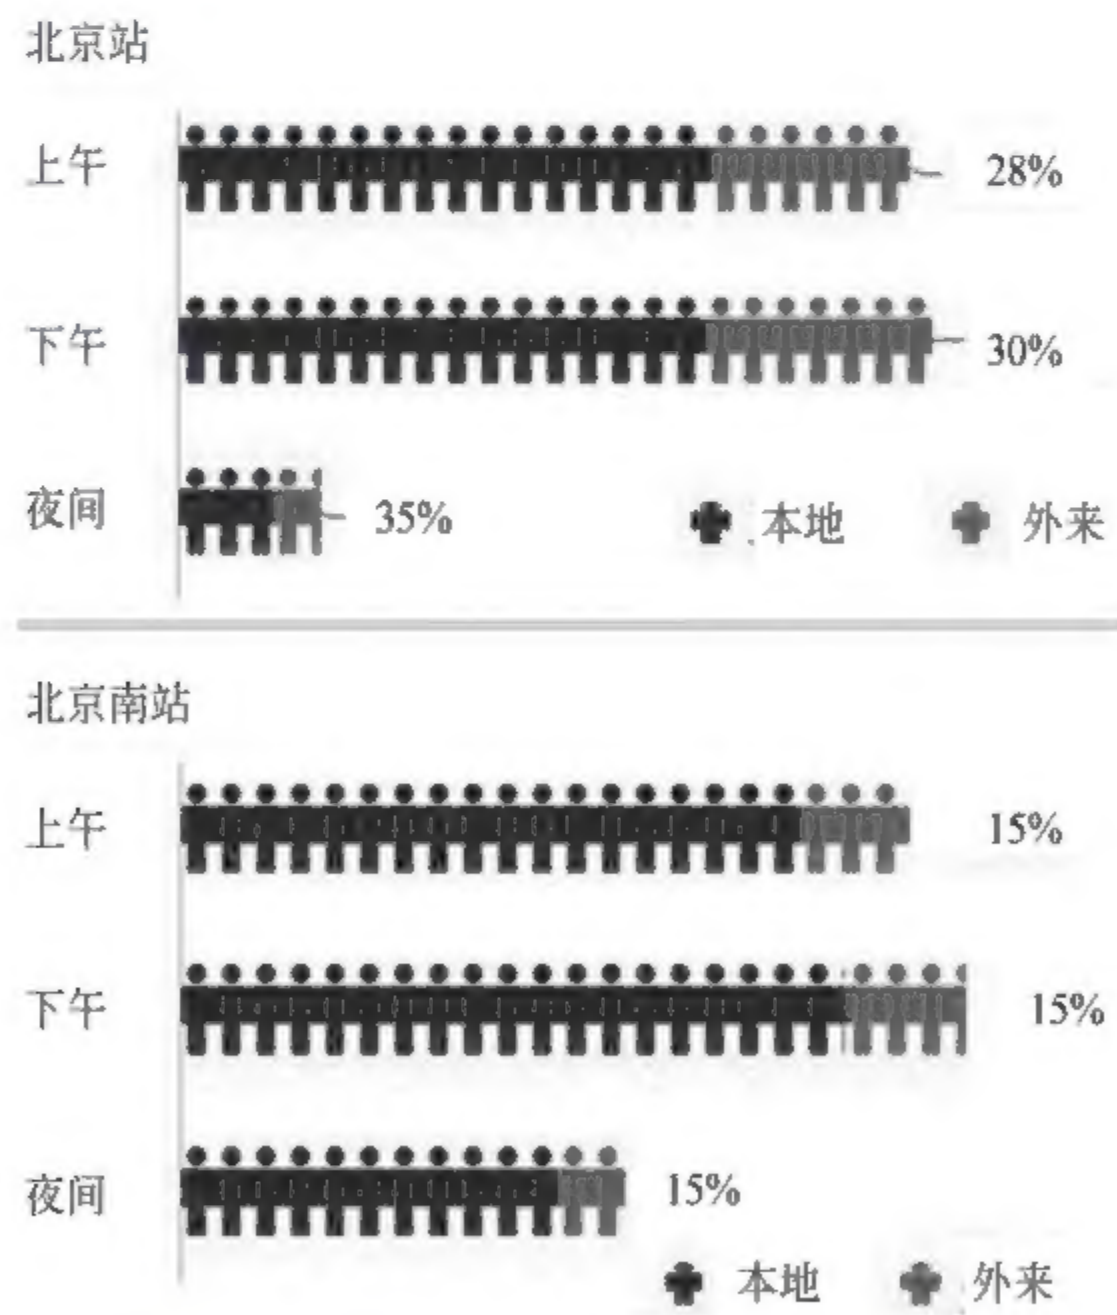 北京站
上午 28%
下午 30%
夜间 35%
本地 外来
北京南站
上午 15%
下午 15%
夜间 15%
本地 外来